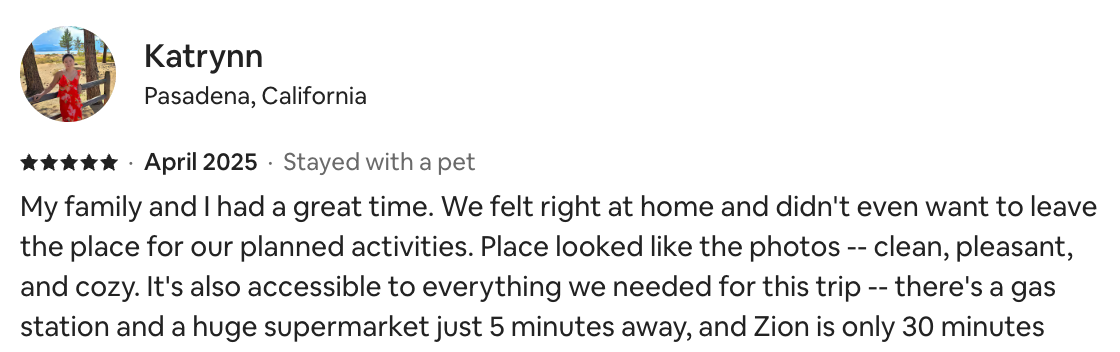 Katrynn
Pasadena, California
★★★★★ · April 2025 · Stayed with a pet
My family and I had a great time. We felt right at home and didn't even want to leave
the place for our planned activities. Place looked like the photos -- clean, pleasant,
and cozy. It's also accessible to everything we needed for this trip -- there's a gas
station and a huge supermarket just 5 minutes away, and Zion is only 30 minutes